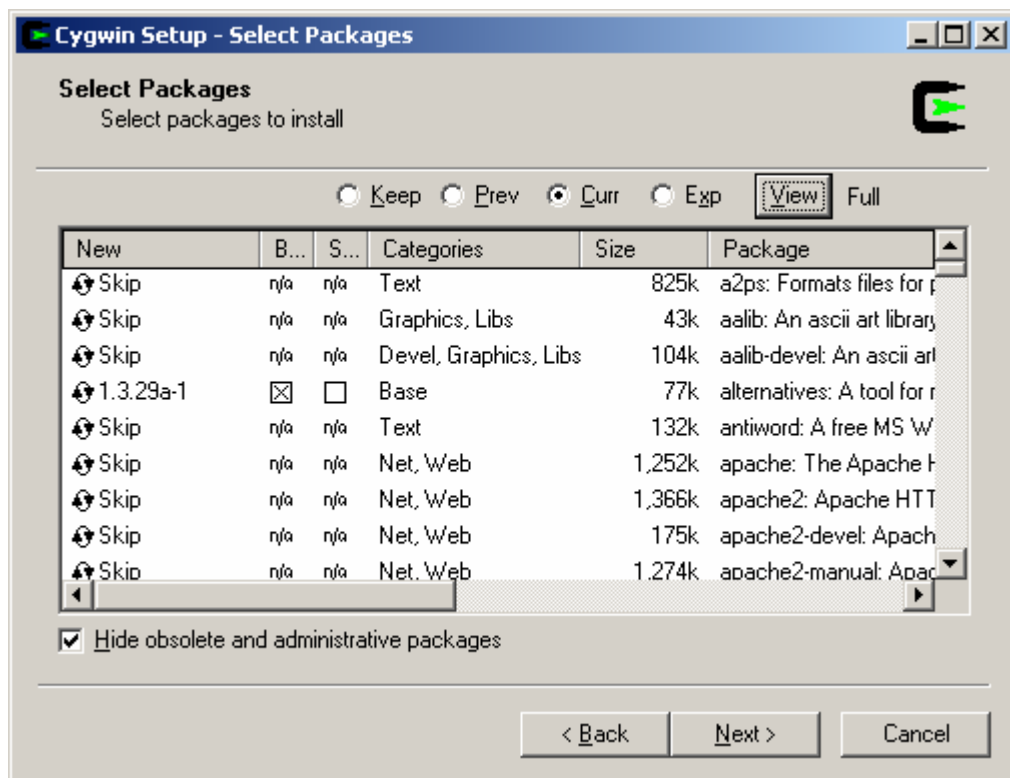 Cygwin Setup - Select Packages
Select Packages
Select packages to install
Keep Prev Curr Exp View Full
New B... S... Categories Size Package
Skip n/a n/a Text 825k a2ps: Formats files for p
Skip n/a n/a Graphics, Libs 43k aalib: An ascii art library
Skip n/a n/a Devel, Graphics, Libs 104k aalib-devel: An ascii art
1.3.29a-1 Base 77k alternatives: A tool for r
Skip n/a n/a Text 132k antiword: A free MS W
Skip n/a n/a Net, Web 1,252k apache: The Apache H
Skip n/a n/a Net, Web 1,366k apache2: Apache HTT
Skip n/a n/a Net, Web 175k apache2-devel: Apach
Skip n/a n/a Net, Web 1,274k apache2-manual: Apac
Hide obsolete and administrative packages
< Back Next > Cancel